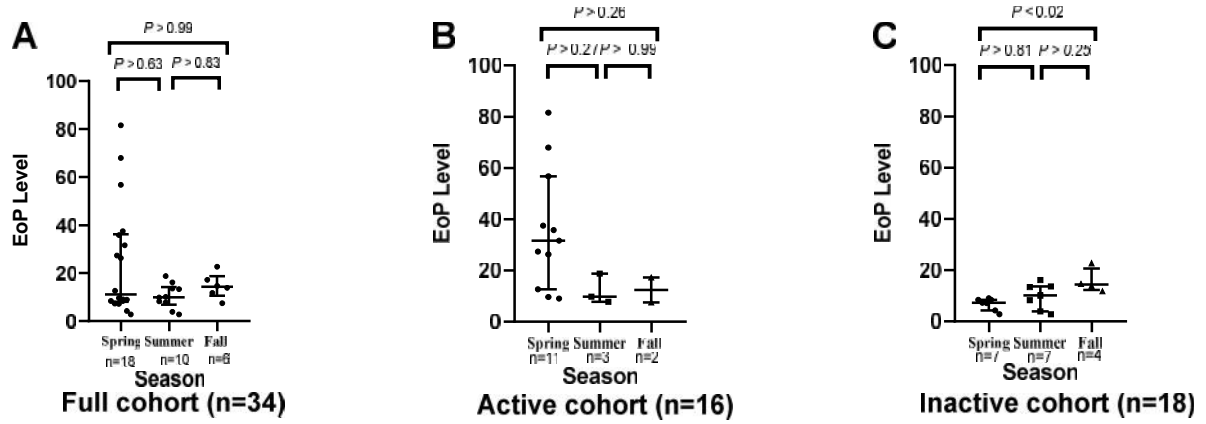 A
P > 0.99
P > 0.63
P > 0.83
EoP Level
100
80
60
40
20
0
Spring
Summer
Fall
n=18
n=10
n=6
Season
Full cohort (n=34)
B
P > 0.26
P > 0.27
P > 0.99
EoP Level
100
80
60
40
20
0
Spring
Summer
Fall
n=11
n=3
n=2
Season
Active cohort (n=16)
C
P < 0.02
P > 0.81
P > 0.25
EoP Level
100
80
60
40
20
0
Spring
Summer
Fall
n=7
n=7
n=4
Season
Inactive cohort (n=18)